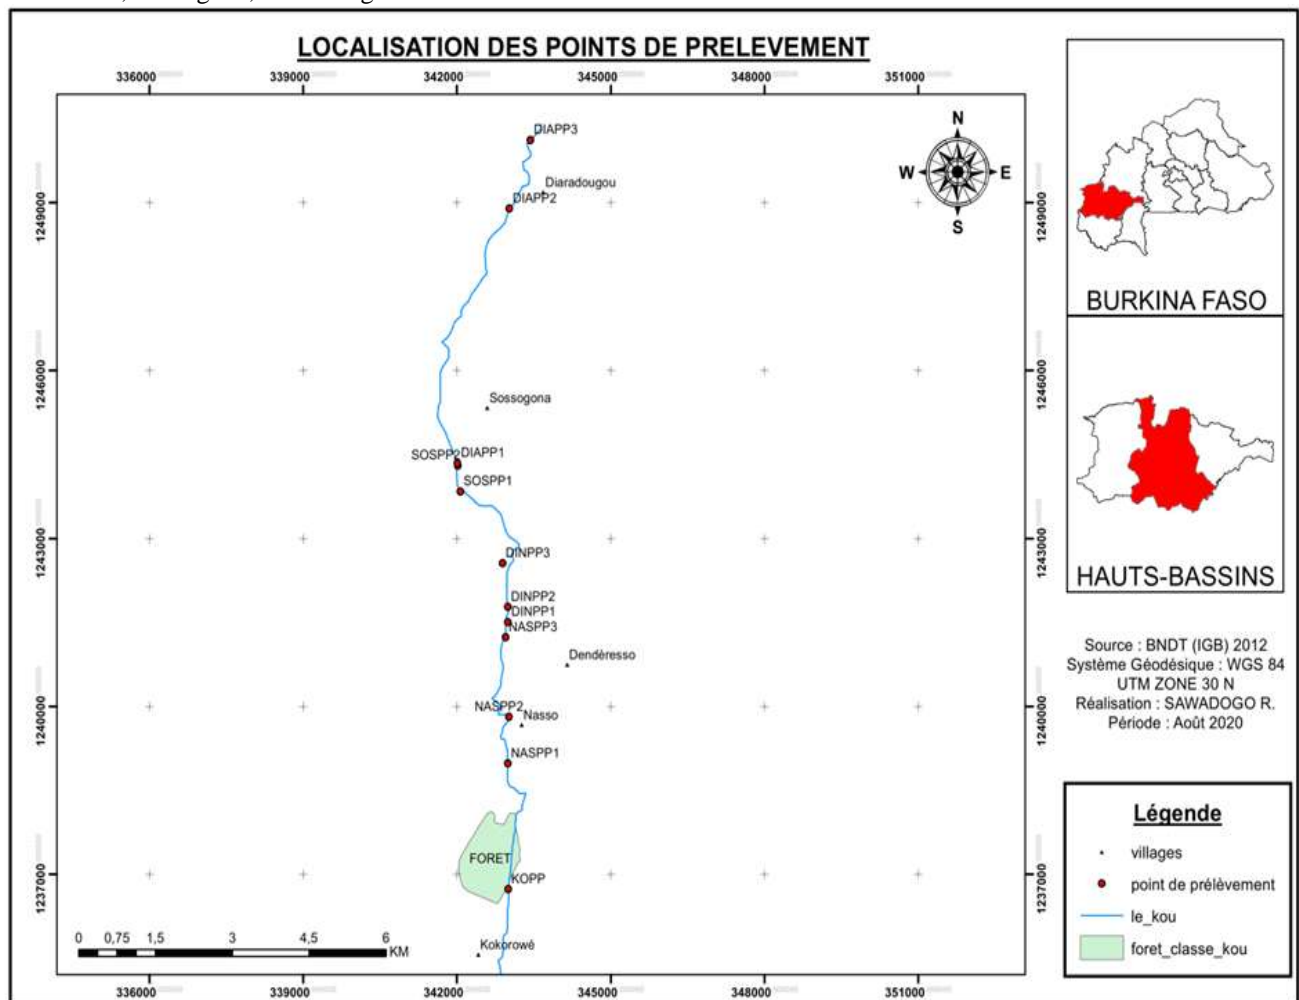 LOCALISATION DES POINTS DE PRELEVEMENT
336000 339000 342000 345000 348000 351000
DIAPP3
N
W E
S
Diaradougou
DIAPP2
1249000 1249000
BURKINA FASO
1246000 1246000
Sossogona
SOSPP2 DIAPP1
SOSPP1
1243000 1243000
DINPP3
HAUTS-BASSINS
DINPP2
DINPP1
NASPP3
Dendèresso
Source : BNDT (IGB) 2012
Système Géodésique : WGS 84
UTM ZONE 30 N
Réalisation : SAWADOGO R.
Période : Août 2020
NASPP2
Nasso
1240000 1240000
NASPP1
FORET
KOPP
1237000 1237000
Kokorowé
0 0,75 1,5 3 4,5 6
KM
Légende
villages
point de prélèvement
le_kou
foret_classe_kou
336000 339000 342000 345000 348000 351000